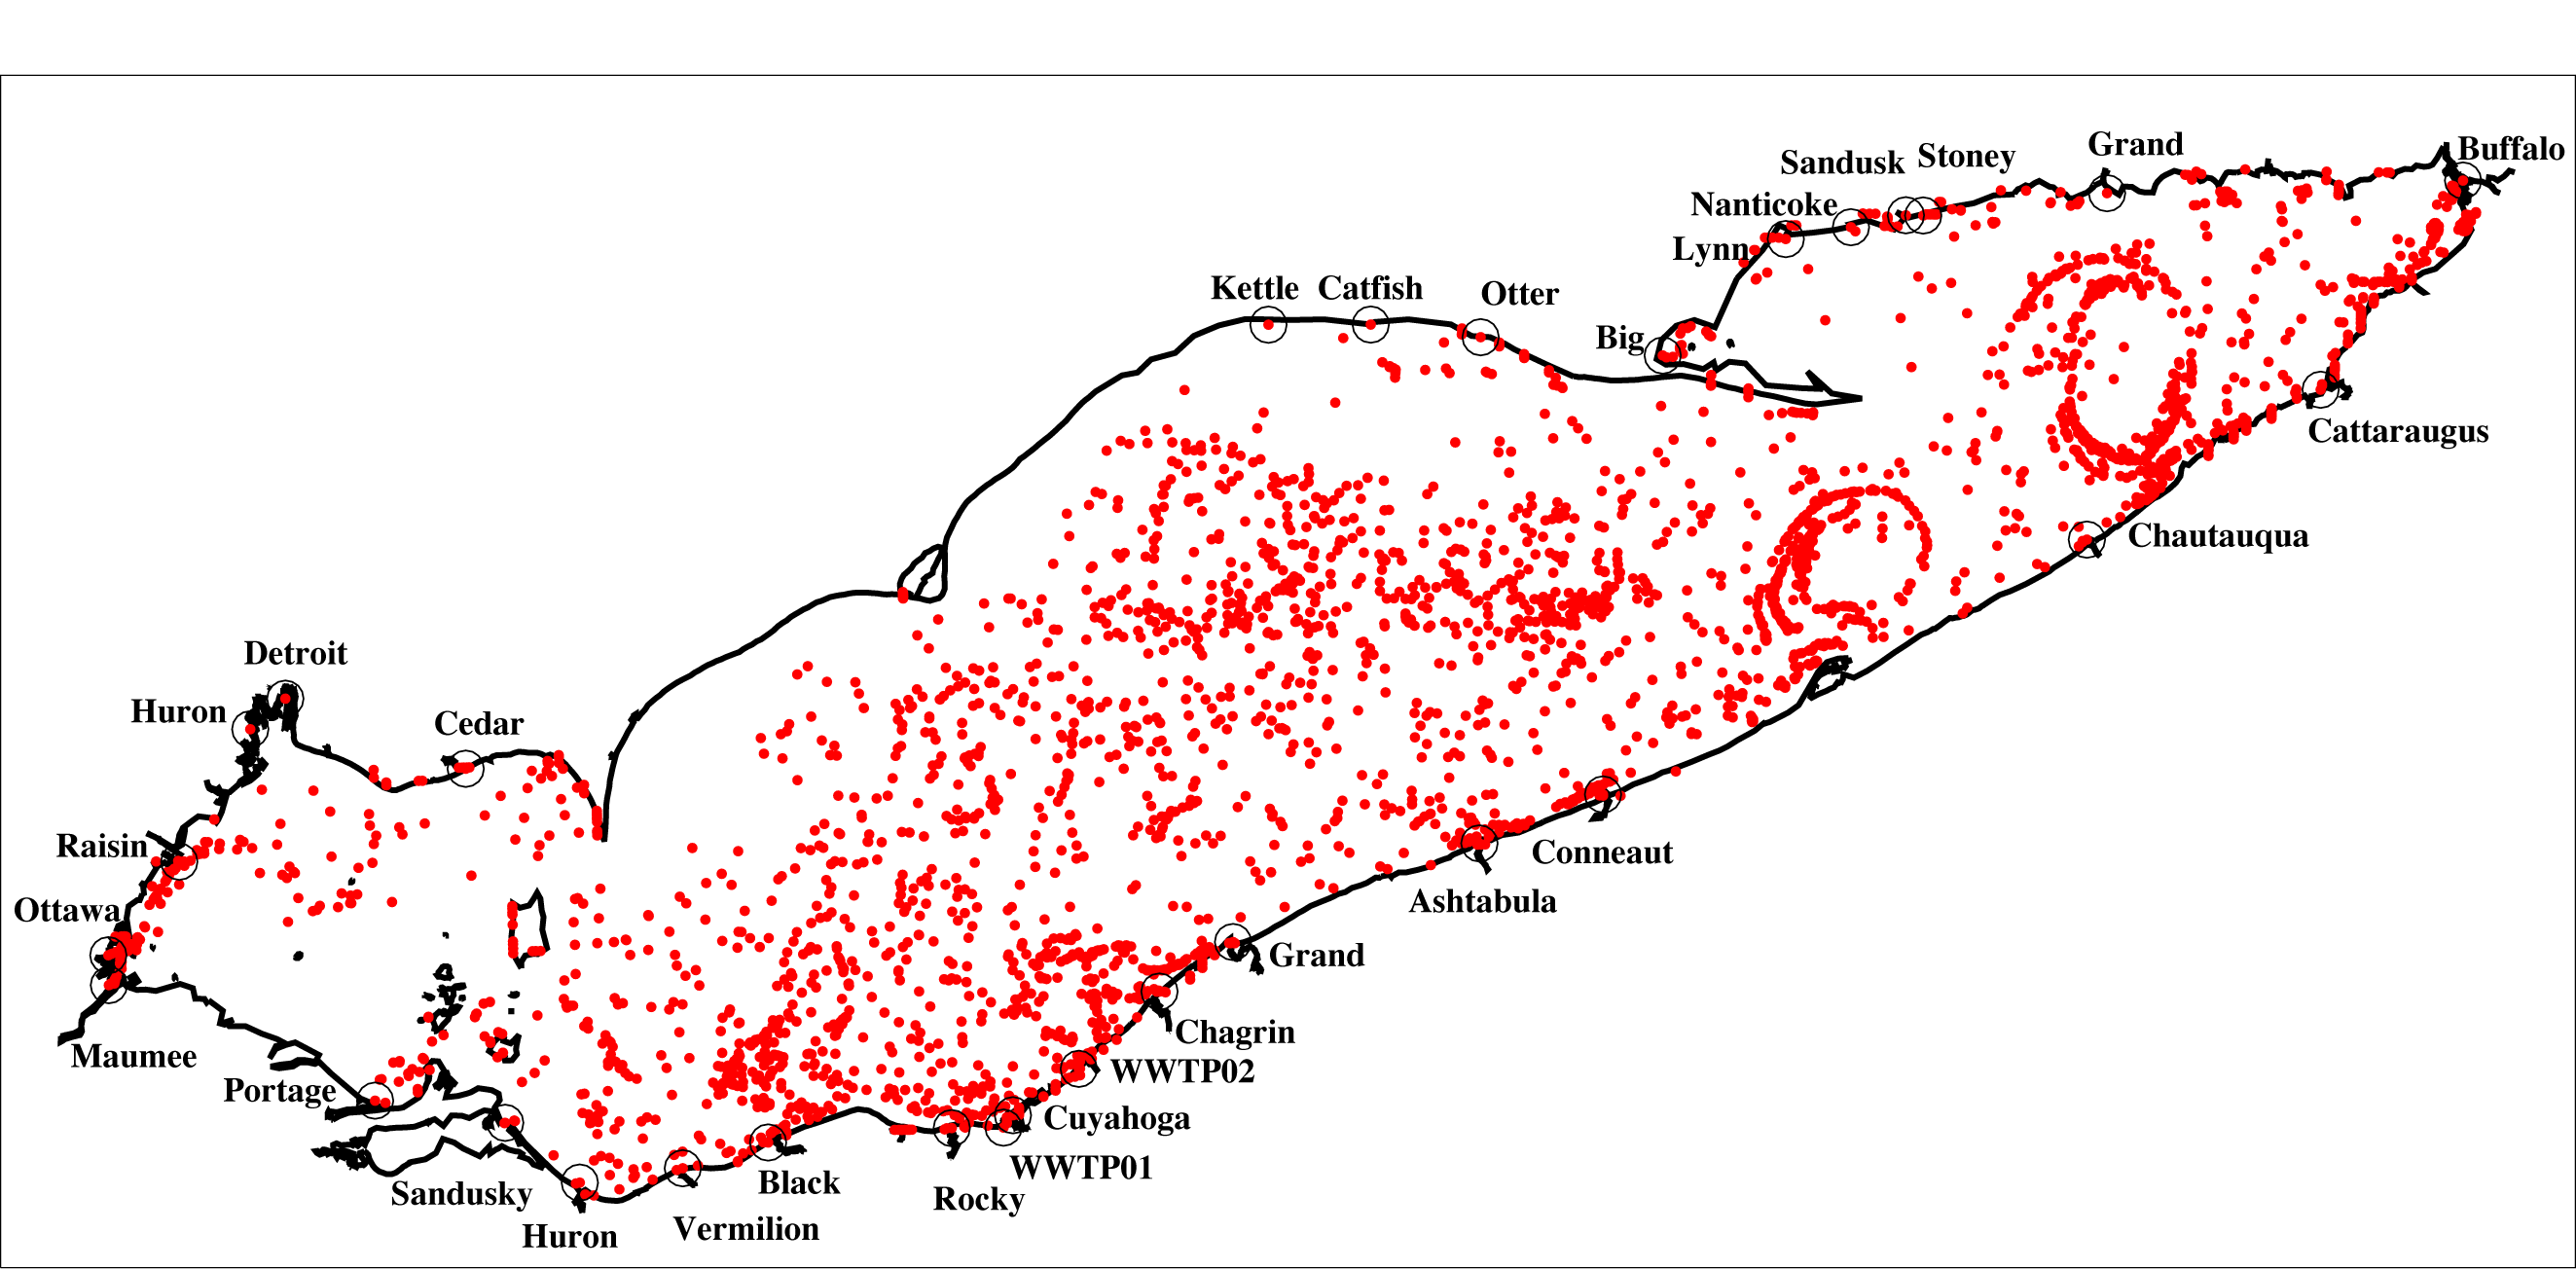 Grand
Buffalo
Stoney
Sandusk
Nanticoke
Lynn
Kettle
Catfish
Otter
Big
Cattaraugus
Chautauqua
Detroit
Huron
Cedar
Raisin
Conneaut
Ashtabula
Ottawa
Grand
Chagrin
Maumee
WWTP02
Portage
Cuyahoga
WWTP01
Black
Sandusky
Rocky
Vermilion
Huron